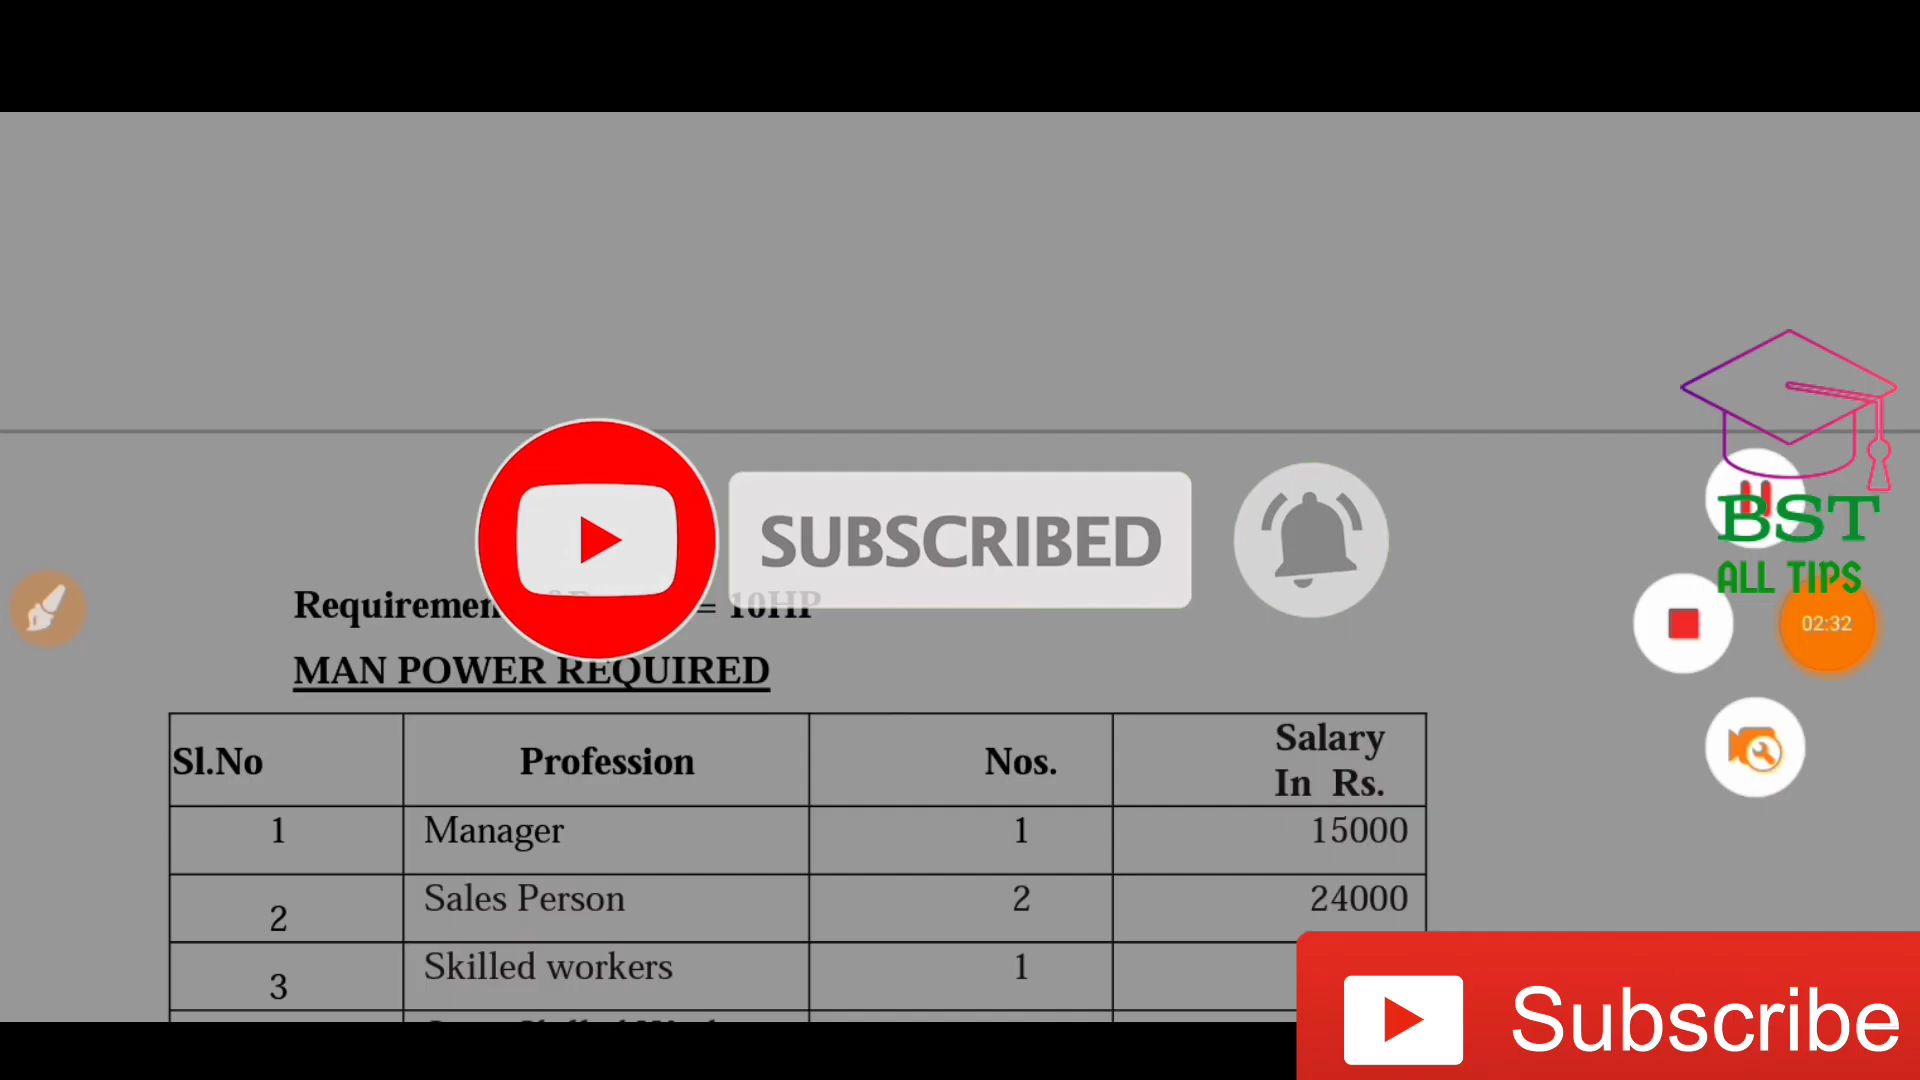 SUBSCRIBED
BST
ALL TIPS
02:32
= 10HP
MAN POWER REQUIRED
Sl.No Profession Nos. Salary In Rs.
1 Manager 1 15000
2 Sales Person 2 24000
3 Skilled workers 1
Subscribe